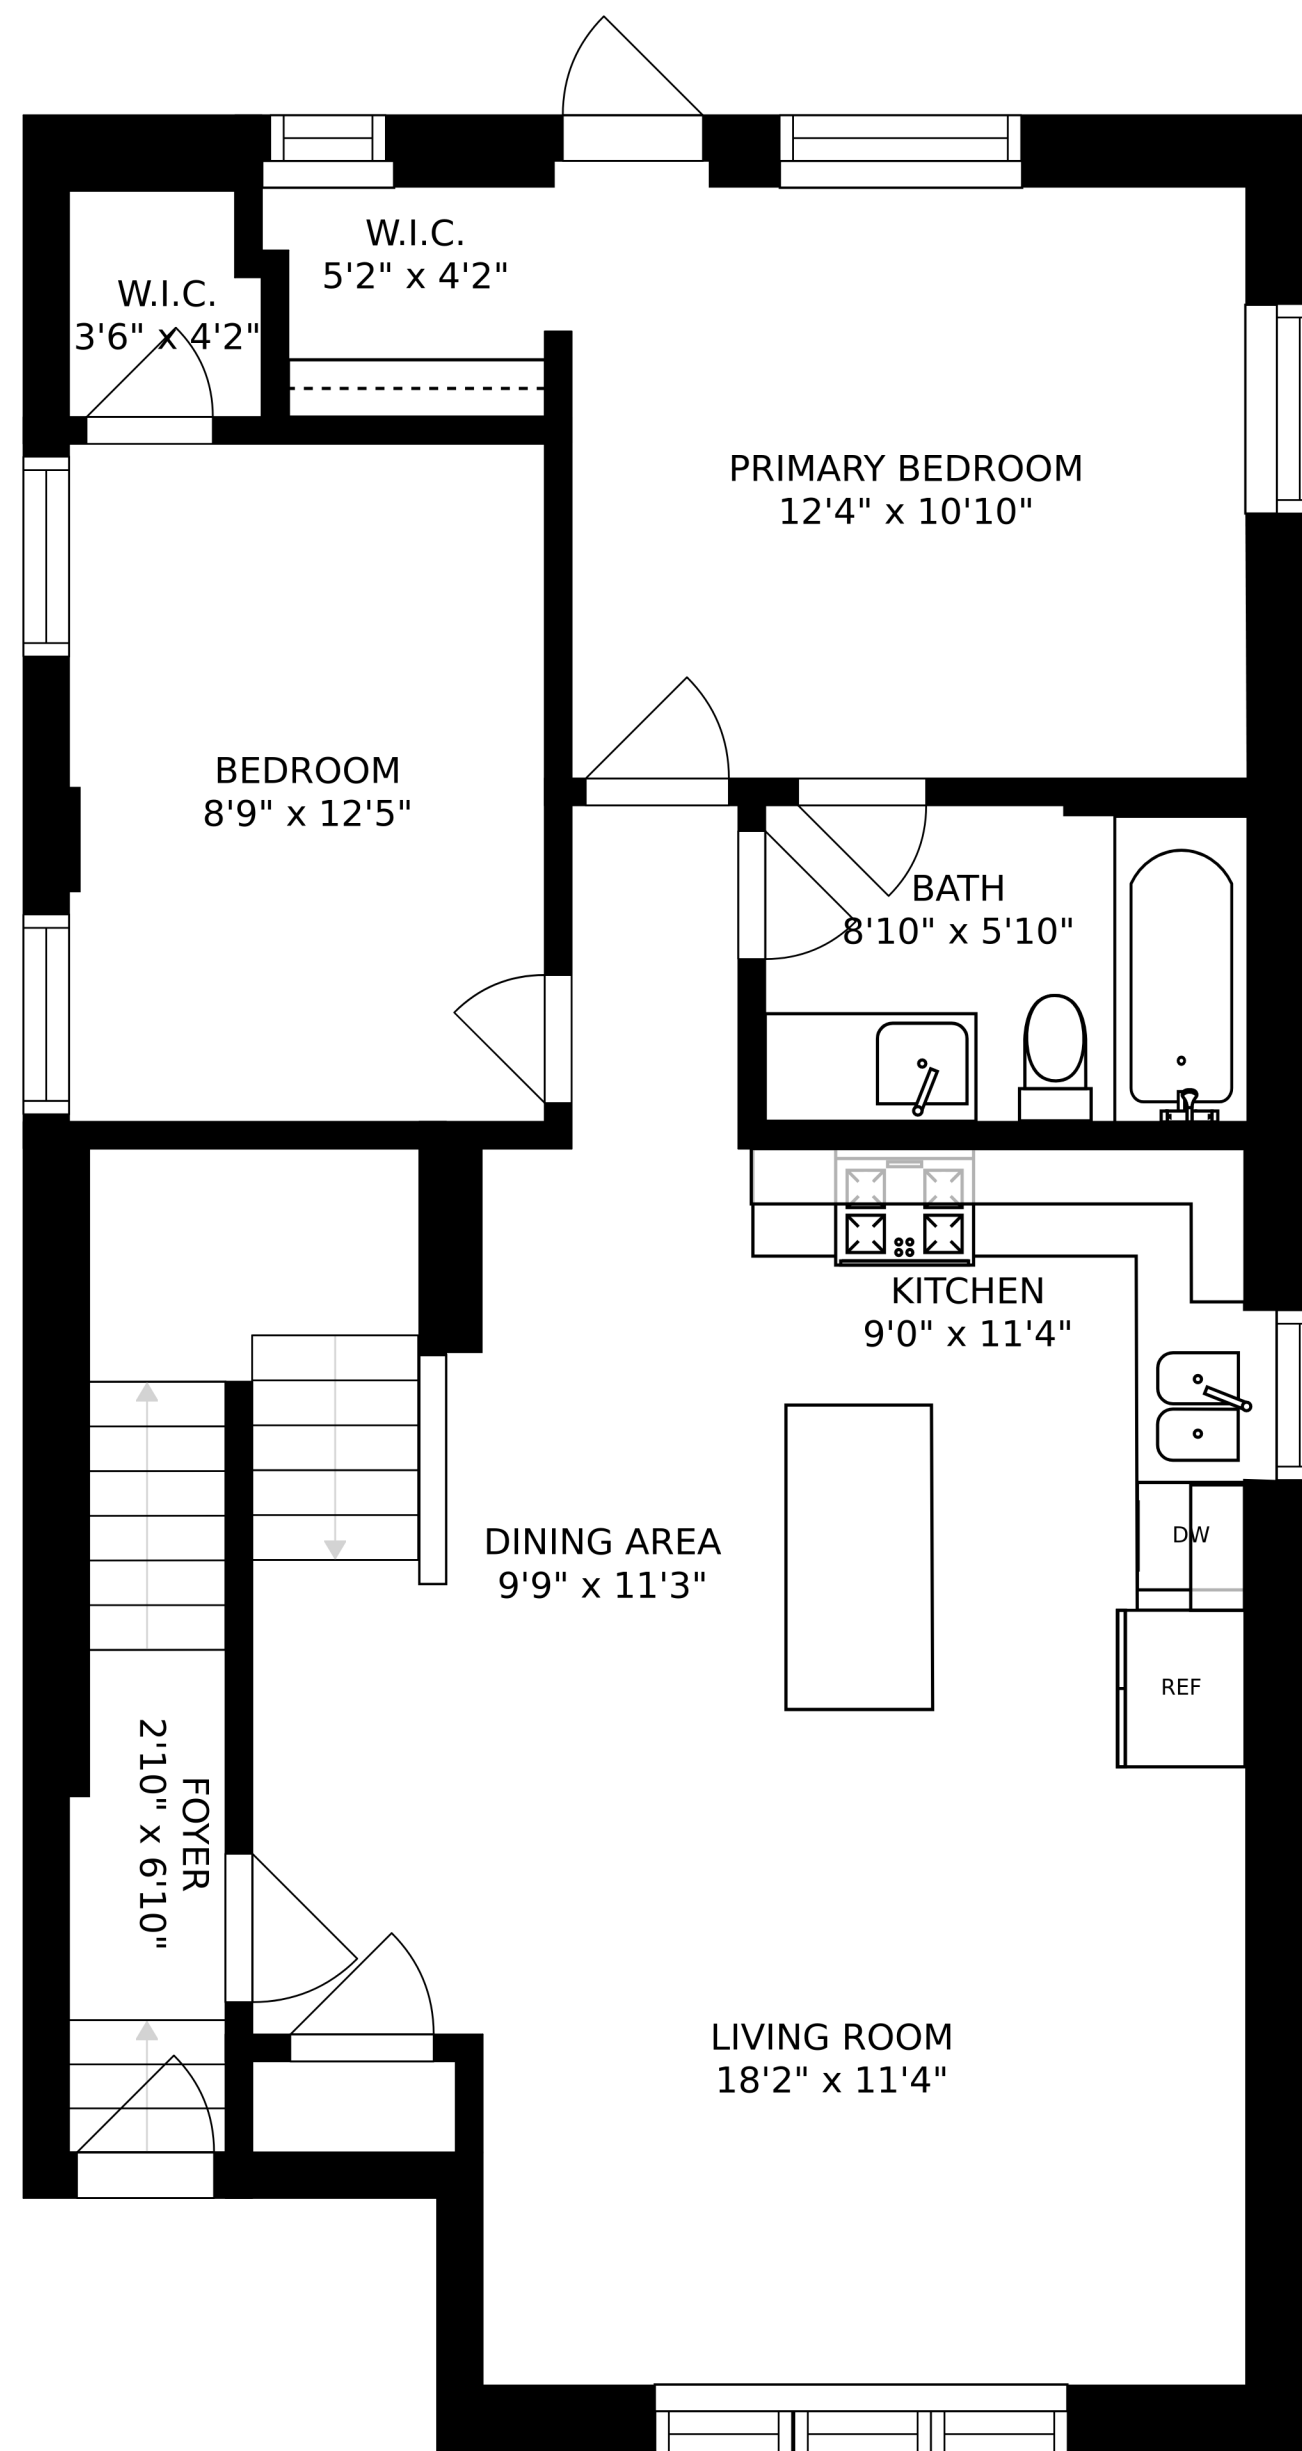 W.I.C.
5'2" x 4'2"
W.I.C.
3'6" x 4'2"
PRIMARY BEDROOM
12'4" x 10'10"
BEDROOM
8'9" x 12'5"
BATH
8'10" x 5'10"
KITCHEN
9'0" x 11'4"
DINING AREA
9'9" x 11'3"
DW
REF
FOYER
2'10" x 6'10"
LIVING ROOM
18'2" x 11'4"